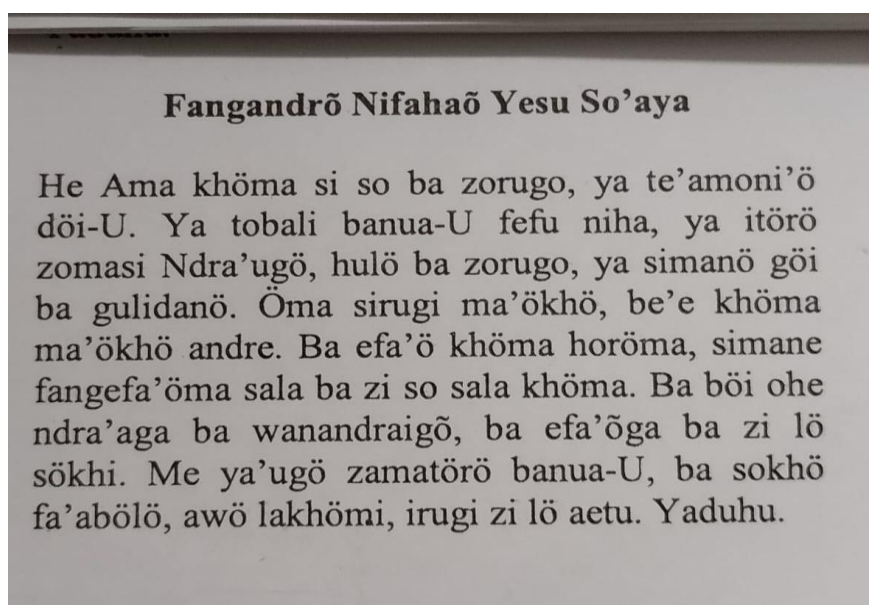 Fangandrõ Nifahaõ Yesu So’aya
He Ama khöma si so ba zorugo, ya te’amoni’ö
döi-U. Ya tobali banua-U fefu niha, ya itörö
zomasi Ndra’ugö, hulö ba zorugo, ya simanö göi
ba gulidanö. Öma sirugi ma’ökhö, be’e khöma
ma’ökhö andre. Ba efa’ö khöma horöma, simane
fangefa’öma sala ba zi so sala khöma. Ba böi ohe
ndra’aga ba wanandraigõ, ba efa’õga ba zi lö
sökhi. Me ya’ugö zamatörö banua-U, ba sokhö
fa’abölö, awö lakhömi, irugi zi lö aetu. Yaduhu.